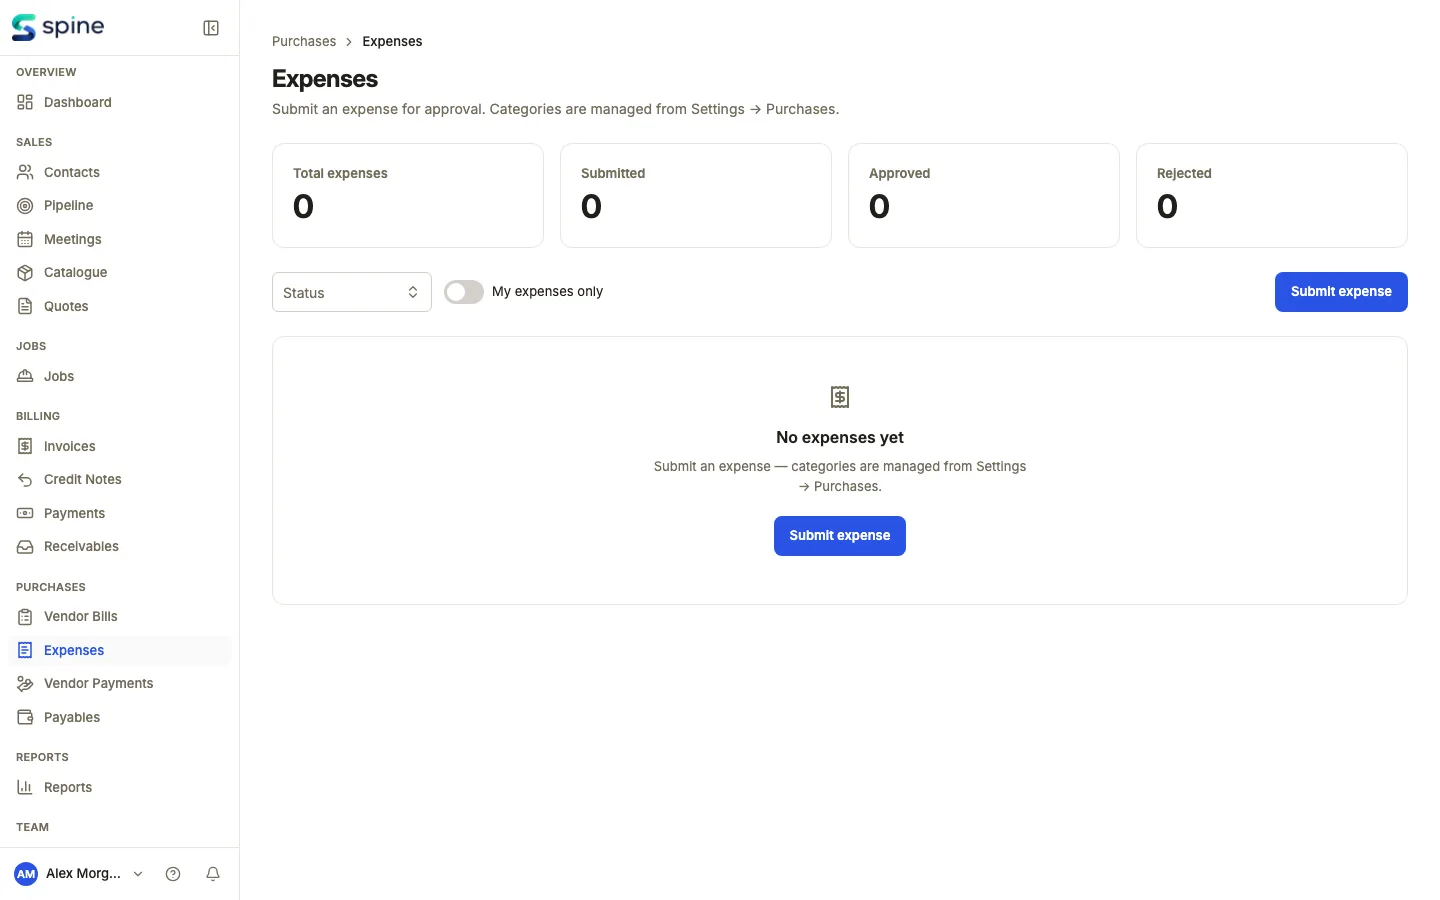 spine
OVERVIEW
Dashboard
SALES
Contacts
Pipeline
Meetings
Catalogue
Quotes
JOBS
Jobs
BILLING
Invoices
Credit Notes
Payments
Receivables
PURCHASES
Vendor Bills
Expenses
Vendor Payments
Payables
REPORTS
Reports
TEAM
AM Alex Morg...
Purchases > Expenses
Expenses
Submit an expense for approval. Categories are managed from Settings → Purchases.
Total expenses
0
Submitted
0
Approved
0
Rejected
0
Status
My expenses only
Submit expense
No expenses yet
Submit an expense — categories are managed from Settings
→ Purchases.
Submit expense